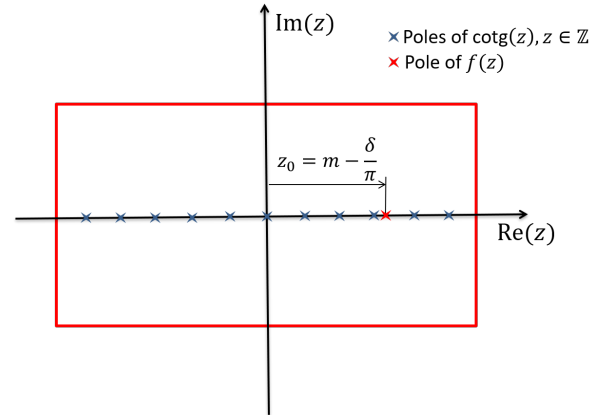 Im(z)
Poles of cotg(z), z ∈ ℤ
Pole of f(z)
z₀ = m − δ/π
Re(z)